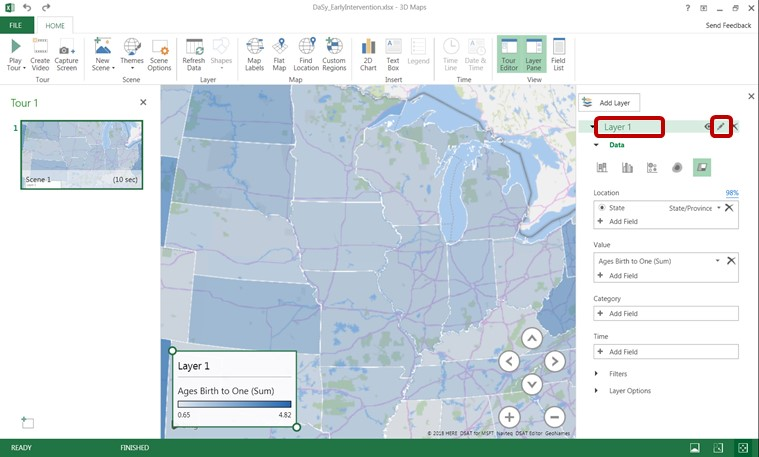 DaSy_EarlyIntervention.xlsx - 3D Maps
FILE
HOME
Send Feedback
Play Tour
Create Video
Capture Screen
Tour
New Scene
Themes
Scene Options
Scene
Refresh Data
Shapes
Layer
Map Labels
Flat Map
Find Location
Custom Regions
Map
2D Chart
Text Box
Legend
Insert
Time Line
Date & Time
Time
Tour Editor
Layer Pane
Field List
View
Tour 1
1
Scene 1 (10 sec)
Layer 1
Ages Birth to One (Sum)
0.65 4.82
© 2018 HERE DSAT for MSFT Navteq DSAT Editor GeoNames
Add Layer
Layer 1
Data
Location 98%
State State/Province
Add Field
Value
Ages Birth to One (Sum)
Add Field
Category
Add Field
Time
Add Field
Filters
Layer Options
READY FINISHED